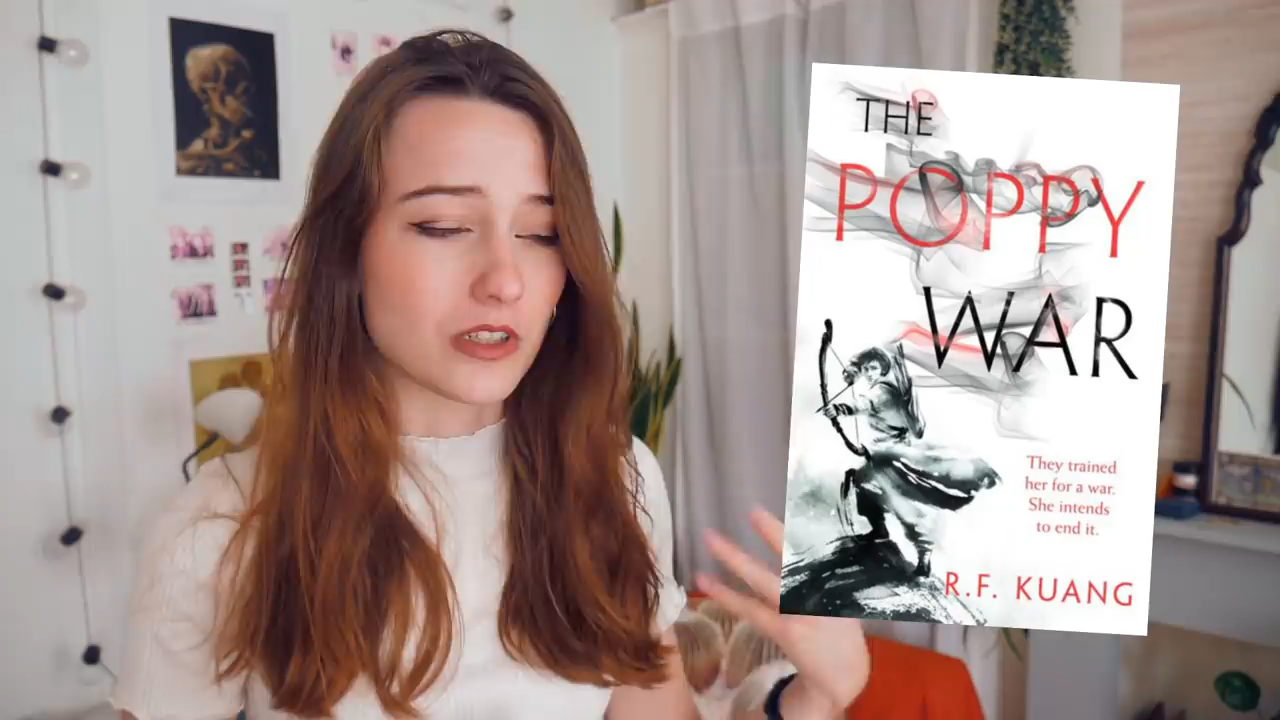 THE
POPPY
WAR
They trained
her for a war.
She intends
to end it.
R.F. KUANG